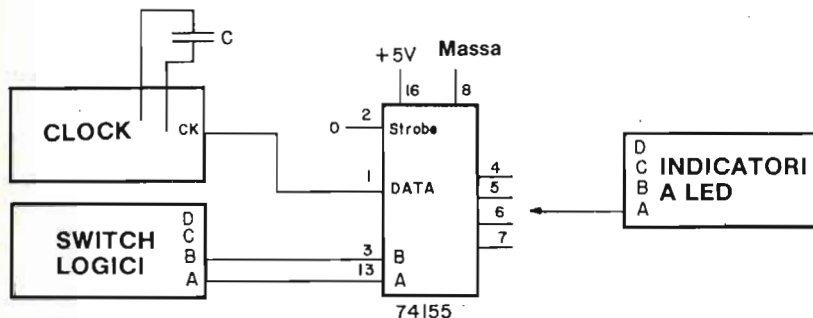 C
+5V
Massa
16
8
CLOCK
CK
2
0
Strobe
1
DATA
4
5
6
7
D
C
B
A
INDICATORI
A LED
SWITCH
LOGICI
D
C
B
A
3
13
B
A
74155